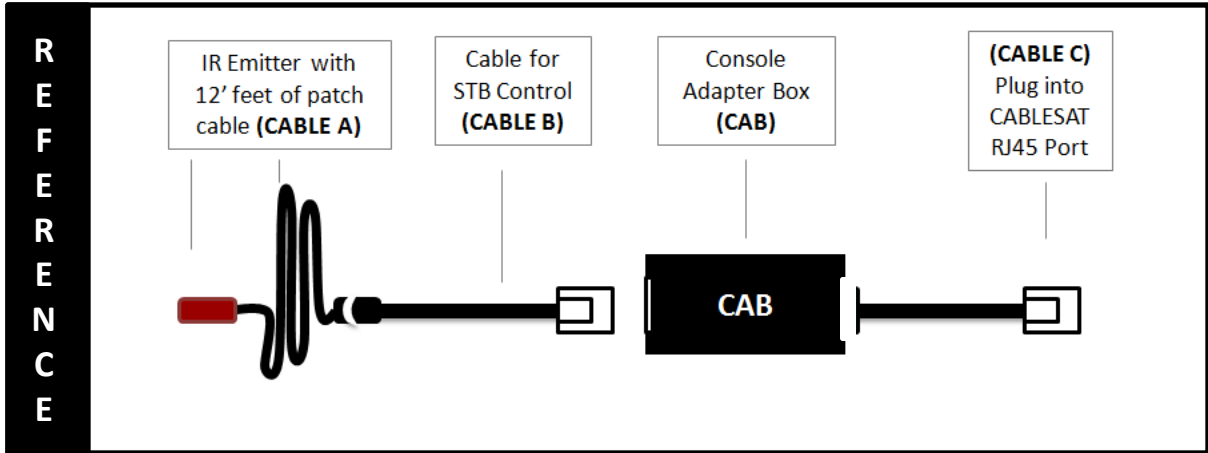 REFERENCE
IR Emitter with
12’ feet of patch
cable (CABLE A)
Cable for
STB Control
(CABLE B)
Console
Adapter Box
(CAB)
(CABLE C)
Plug into
CABLESAT
RJ45 Port
CAB